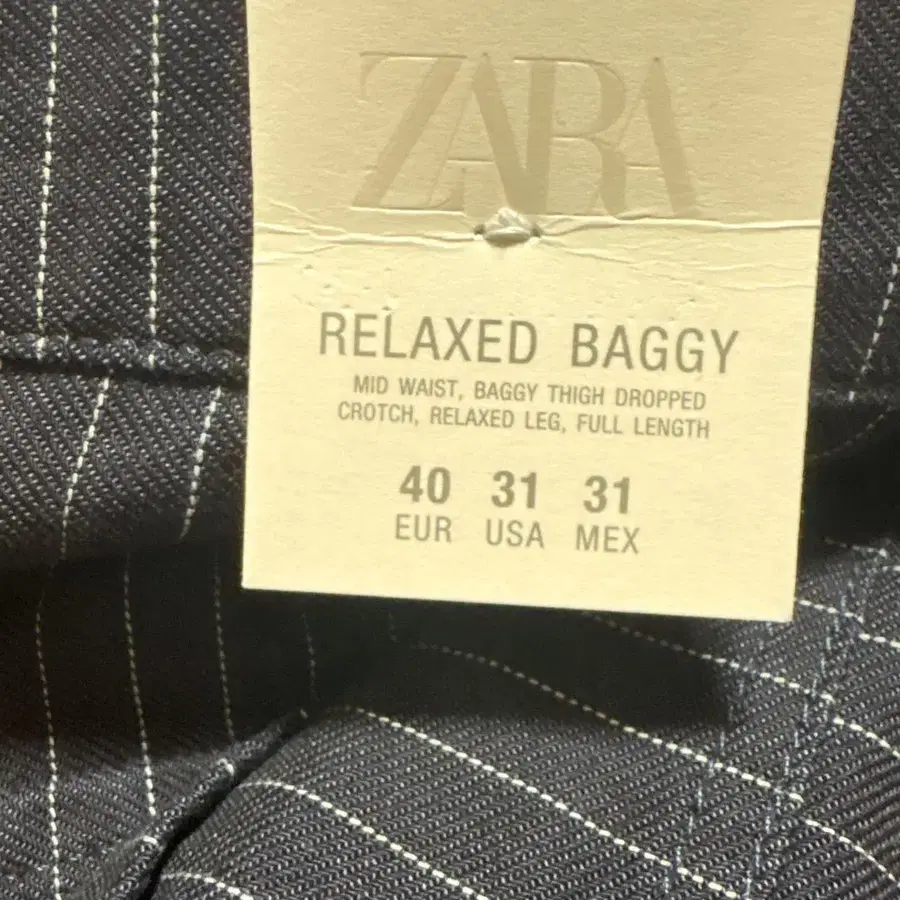 ZARA
RELAXED BAGGY
MID WAIST, BAGGY THIGH DROPPED
CROTCH, RELAXED LEG, FULL LENGTH
40 31 31
EUR USA MEX